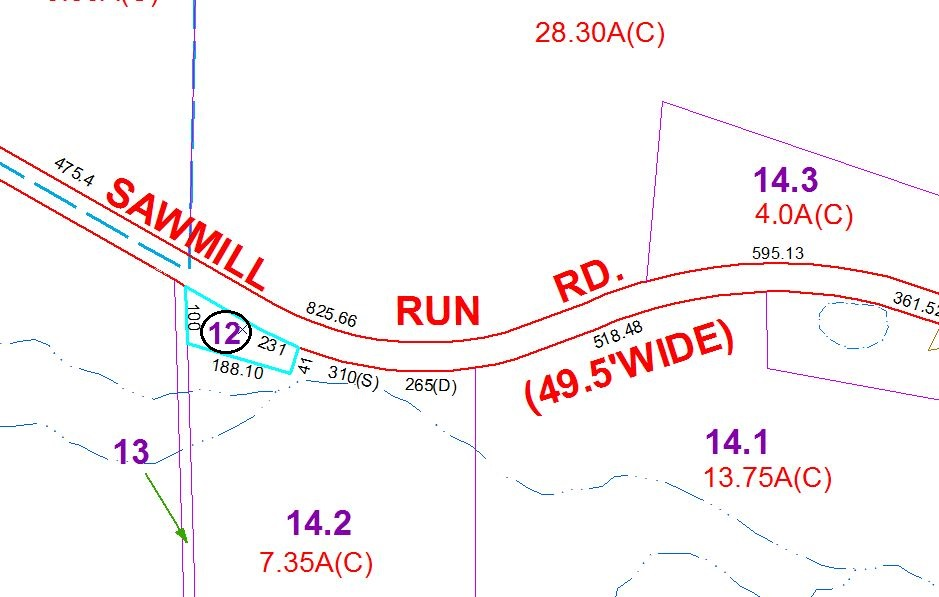 28.30A(C)
475.4
SAWMILL
825.66
RUN
RD.
14.3
4.0A(C)
595.13
361.52
518.48
(49.5'WIDE)
100
12
231
41
188.10
310(S)
265(D)
13
14.1
13.75A(C)
14.2
7.35A(C)